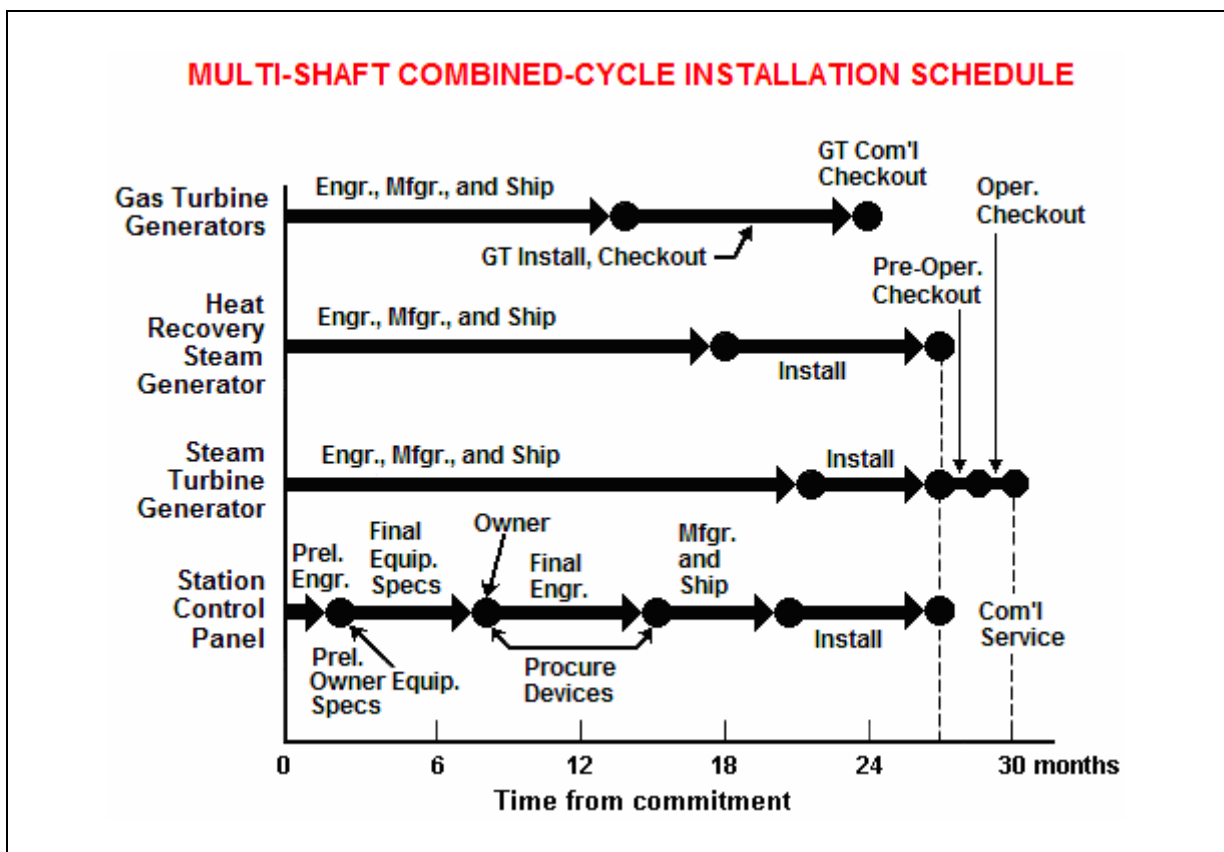 MULTI-SHAFT COMBINED-CYCLE INSTALLATION SCHEDULE
GT Com'l
Checkout
Oper.
Checkout
Gas Turbine
Generators
Engr., Mfgr., and Ship
GT Install, Checkout
Pre-Oper.
Checkout
Heat
Recovery
Steam
Generator
Engr., Mfgr., and Ship
Install
Steam
Turbine
Generator
Engr., Mfgr., and Ship
Install
Station
Control
Panel
Prel.
Engr.
Final
Equip.
Specs
Owner
Final
Engr.
Mfgr.
and
Ship
Install
Com'l
Service
Prel.
Owner Equip.
Specs
Procure
Devices
0 6 12 18 24 30 months
Time from commitment